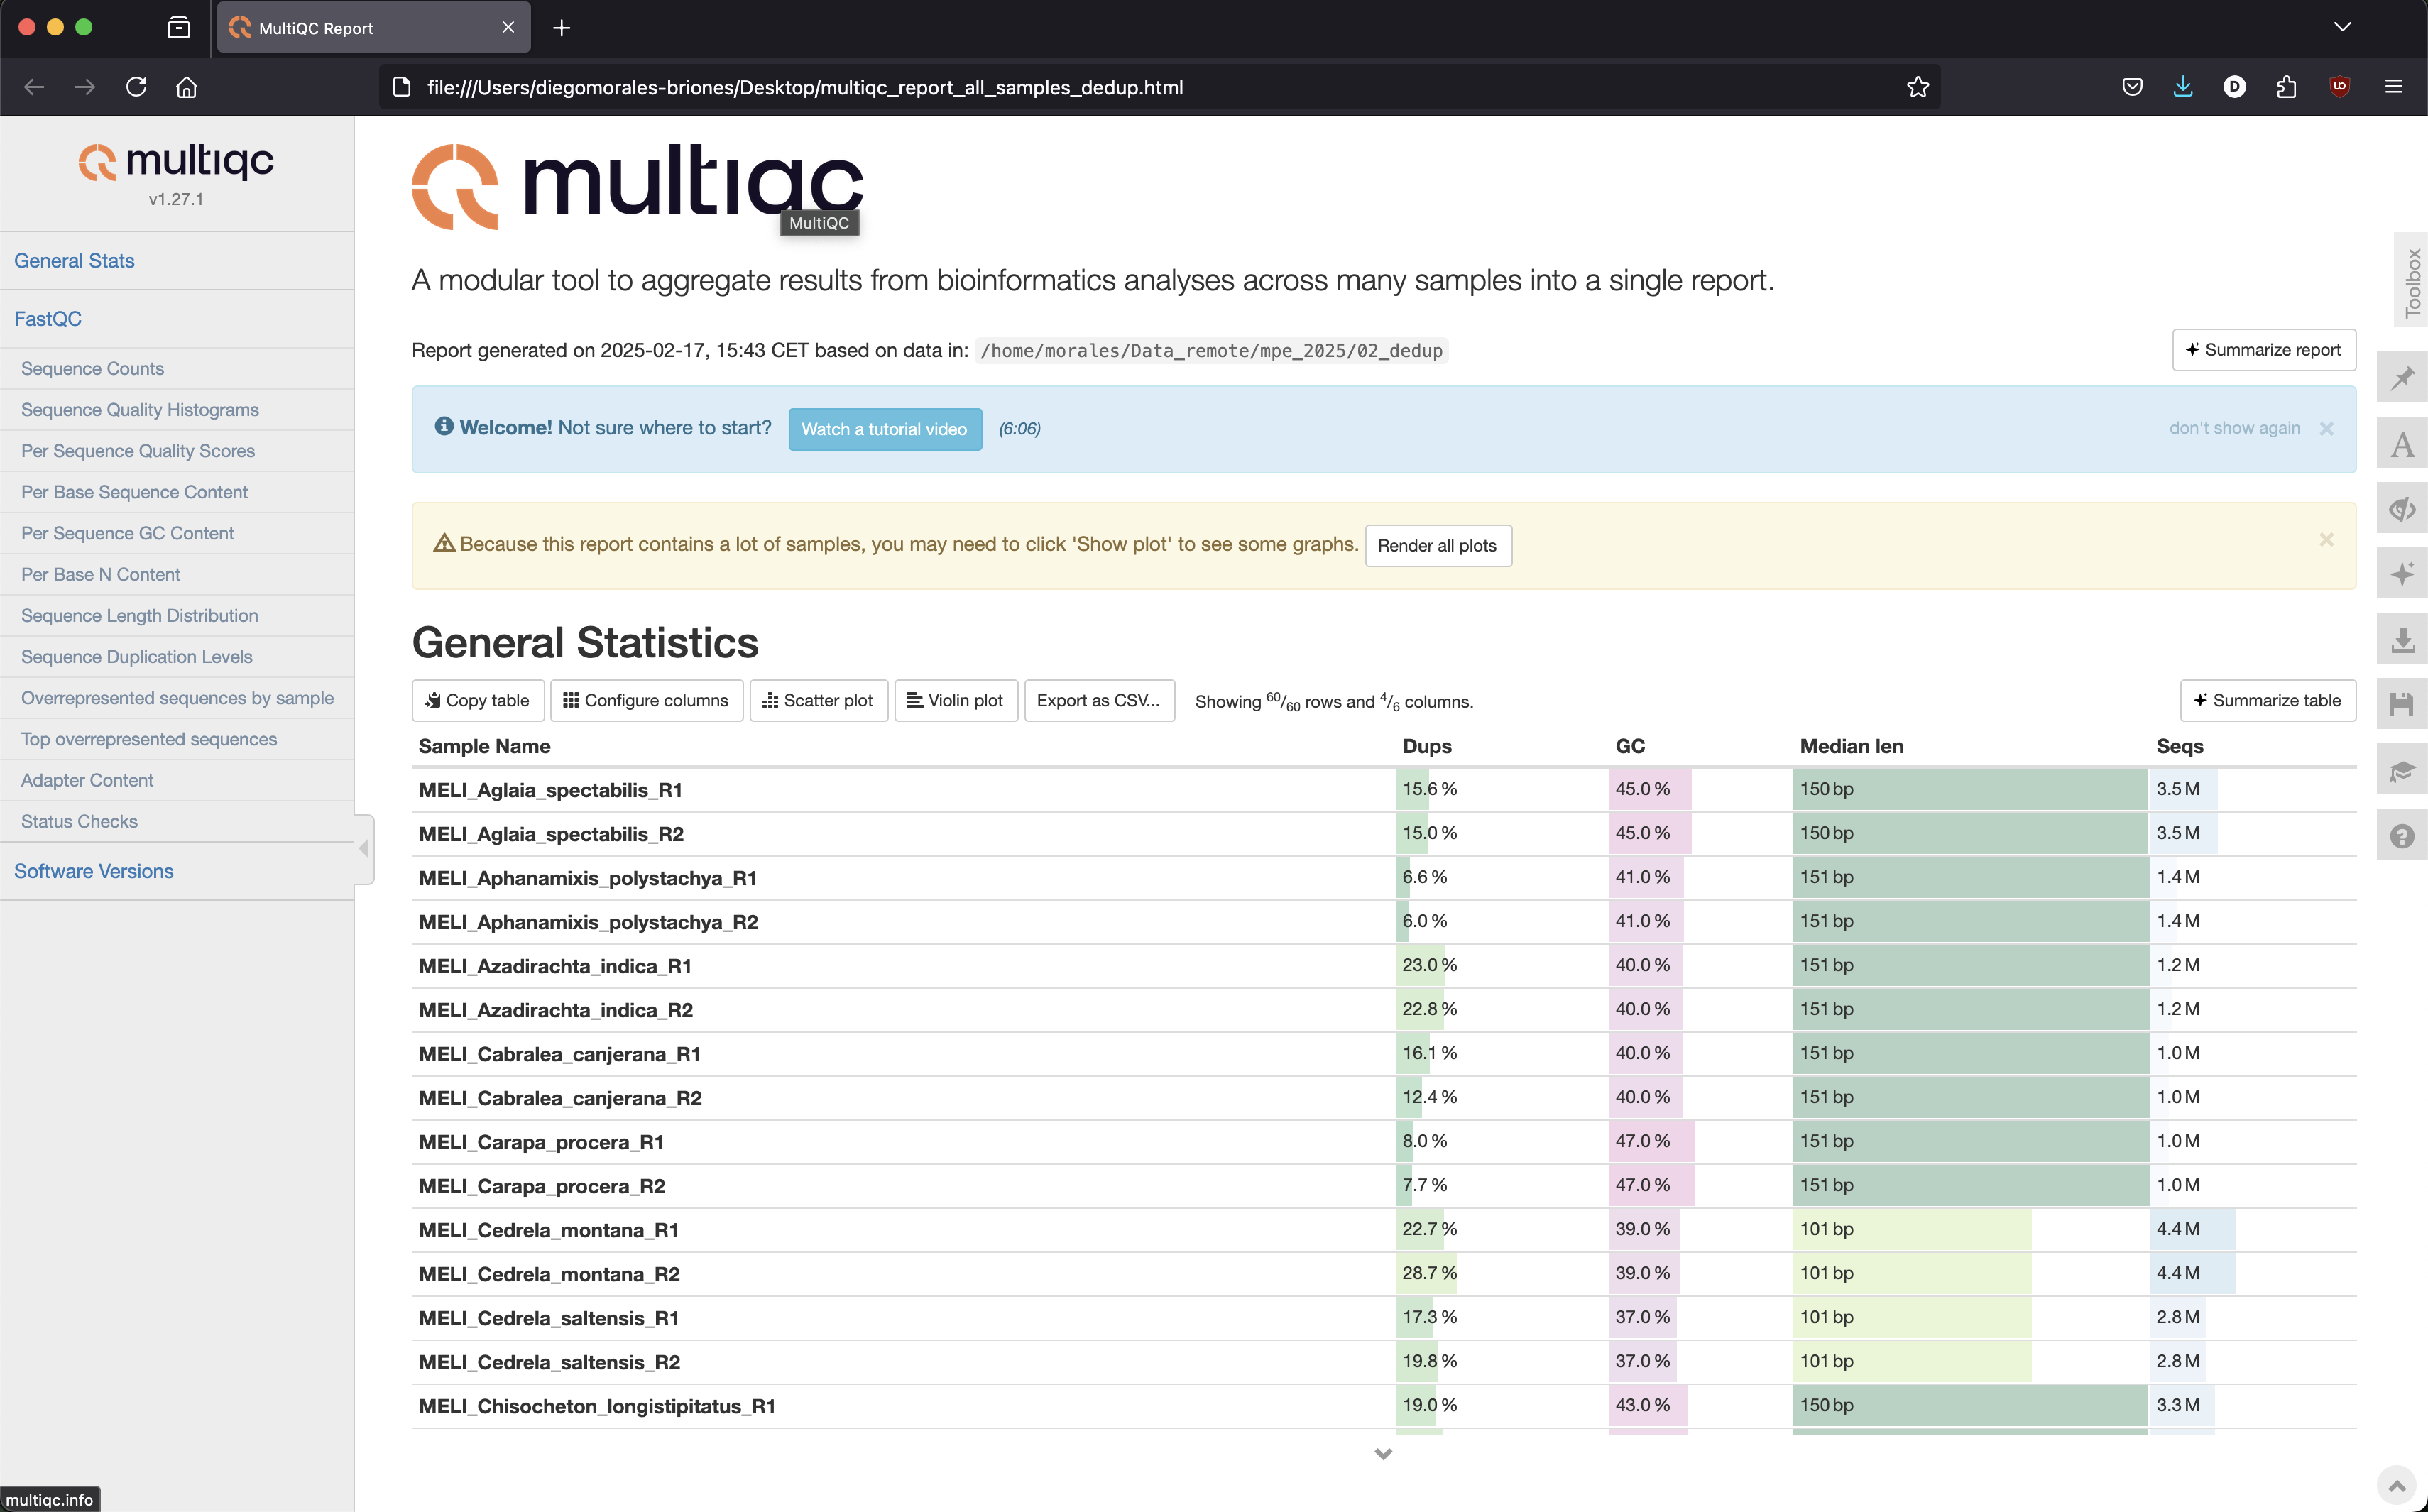 MultiQC Report
file:///Users/diegomorales-briones/Desktop/multiqc_report_all_samples_dedup.html
D
multiqc
v1.27.1
General Stats
FastQC
Sequence Counts
Sequence Quality Histograms
Per Sequence Quality Scores
Per Base Sequence Content
Per Sequence GC Content
Per Base N Content
Sequence Length Distribution
Sequence Duplication Levels
Overrepresented sequences by sample
Top overrepresented sequences
Adapter Content
Status Checks
Software Versions
multiqc
MultiQC
A modular tool to aggregate results from bioinformatics analyses across many samples into a single report.
Report generated on 2025-02-17, 15:43 CET based on data in: /home/morales/Data_remote/mpe_2025/02_dedup
Summarize report
Welcome! Not sure where to start? Watch a tutorial video (6:06) don't show again ×
Because this report contains a lot of samples, you may need to click 'Show plot' to see some graphs. Render all plots ×
General Statistics
Copy table Configure columns Scatter plot Violin plot Export as CSV... Showing 60/60 rows and 4/6 columns. Summarize table
Sample Name Dups GC Median len Seqs
MELI_Aglaia_spectabilis_R1 15.6 % 45.0 % 150 bp 3.5 M
MELI_Aglaia_spectabilis_R2 15.0 % 45.0 % 150 bp 3.5 M
MELI_Aphanamixis_polystachya_R1 6.6 % 41.0 % 151 bp 1.4 M
MELI_Aphanamixis_polystachya_R2 6.0 % 41.0 % 151 bp 1.4 M
MELI_Azadirachta_indica_R1 23.0 % 40.0 % 151 bp 1.2 M
MELI_Azadirachta_indica_R2 22.8 % 40.0 % 151 bp 1.2 M
MELI_Cabralea_canjerana_R1 16.1 % 40.0 % 151 bp 1.0 M
MELI_Cabralea_canjerana_R2 12.4 % 40.0 % 151 bp 1.0 M
MELI_Carapa_procera_R1 8.0 % 47.0 % 151 bp 1.0 M
MELI_Carapa_procera_R2 7.7 % 47.0 % 151 bp 1.0 M
MELI_Cedrela_montana_R1 22.7 % 39.0 % 101 bp 4.4 M
MELI_Cedrela_montana_R2 28.7 % 39.0 % 101 bp 4.4 M
MELI_Cedrela_saltensis_R1 17.3 % 37.0 % 101 bp 2.8 M
MELI_Cedrela_saltensis_R2 19.8 % 37.0 % 101 bp 2.8 M
MELI_Chisocheton_longistipitatus_R1 19.0 % 43.0 % 150 bp 3.3 M
Toolbox
A
?
multiqc.info